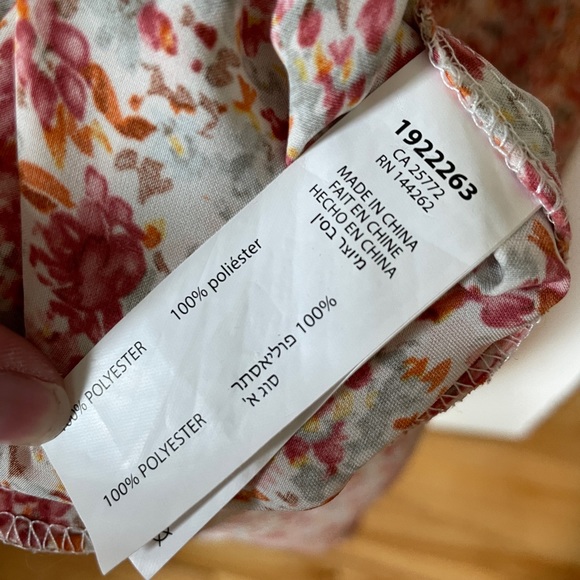 1922263
CA 25772
RN 144262
MADE IN CHINA
FAIT EN CHINE
HECHO EN CHINA
מיוצר בסין
100% poliéster
100% פוליאסתר
סוג א'
100% POLYESTER
100% POLYESTER